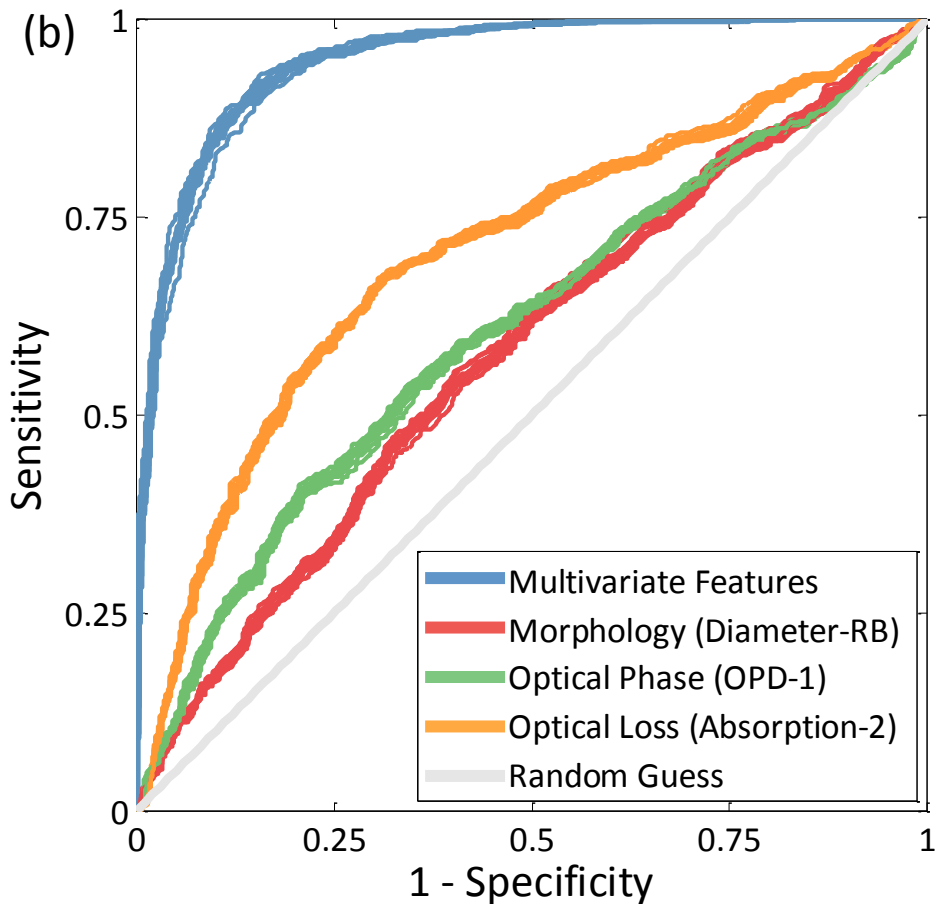 (b)
1
0.75
0.5
0.25
0
Sensitivity
Multivariate Features
Morphology (Diameter-RB)
Optical Phase (OPD-1)
Optical Loss (Absorption-2)
Random Guess
0 0.25 0.5 0.75 1
1 - Specificity